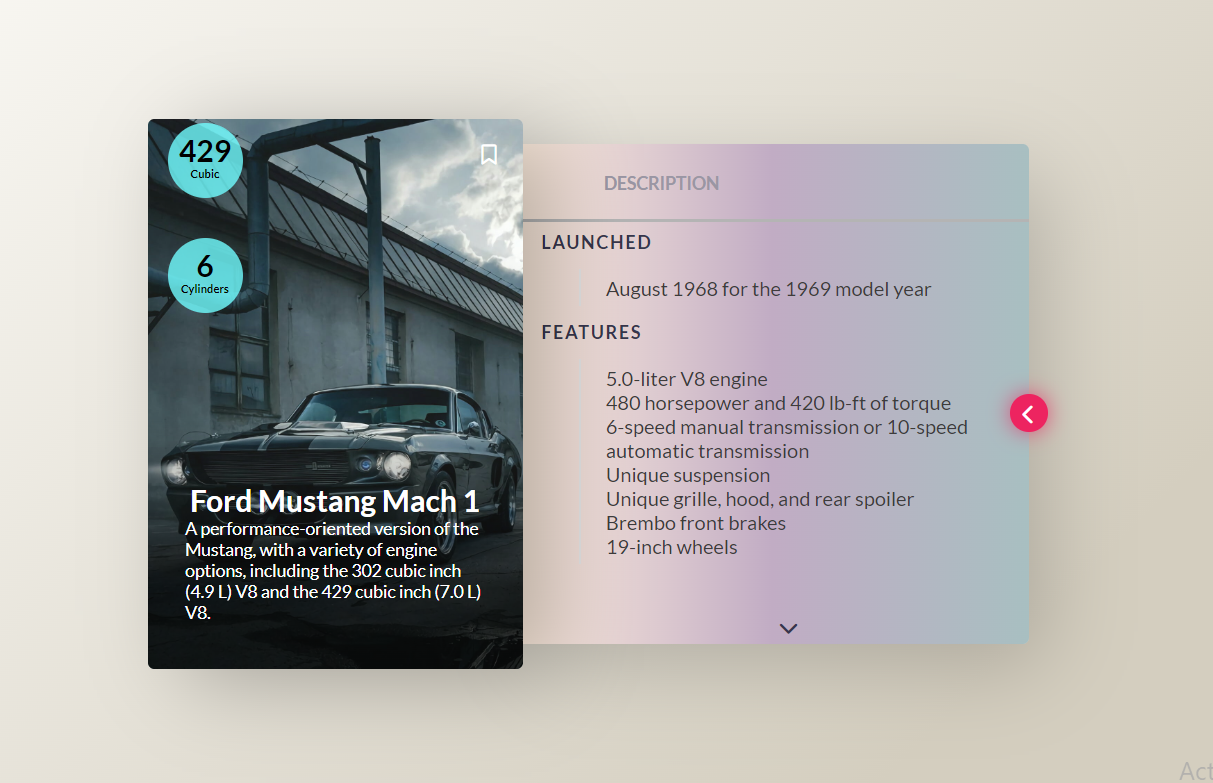 429
Cubic
6
Cylinders
Ford Mustang Mach 1
A performance-oriented version of the
Mustang, with a variety of engine
options, including the 302 cubic inch
(4.9 L) V8 and the 429 cubic inch (7.0 L)
V8.
DESCRIPTION
LAUNCHED
August 1968 for the 1969 model year
FEATURES
5.0-liter V8 engine
480 horsepower and 420 lb-ft of torque
6-speed manual transmission or 10-speed
automatic transmission
Unique suspension
Unique grille, hood, and rear spoiler
Brembo front brakes
19-inch wheels
Act